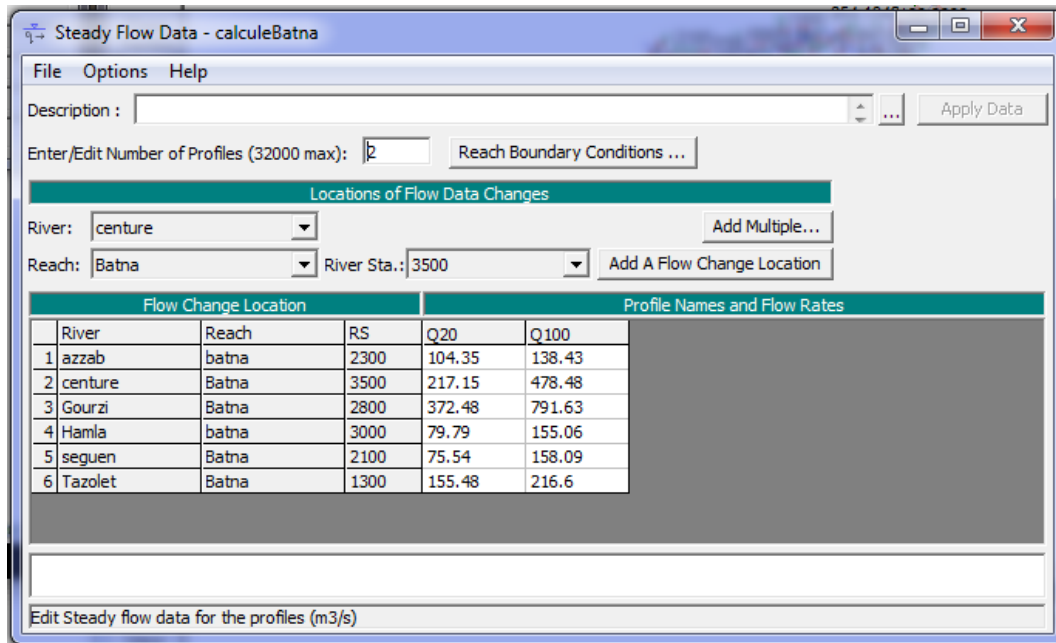 Steady Flow Data - calculeBatna
File Options Help
Description : ... Apply Data
Enter/Edit Number of Profiles (32000 max): 2 Reach Boundary Conditions ...
Locations of Flow Data Changes
River: centure Add Multiple...
Reach: Batna River Sta.: 3500 Add A Flow Change Location
Flow Change Location Profile Names and Flow Rates
River Reach RS Q20 Q100
1 azzab batna 2300 104.35 138.43
2 centure Batna 3500 217.15 478.48
3 Gourzi Batna 2800 372.48 791.63
4 Hamla batna 3000 79.79 155.06
5 seguen Batna 2100 75.54 158.09
6 Tazolet Batna 1300 155.48 216.6
Edit Steady flow data for the profiles (m3/s)